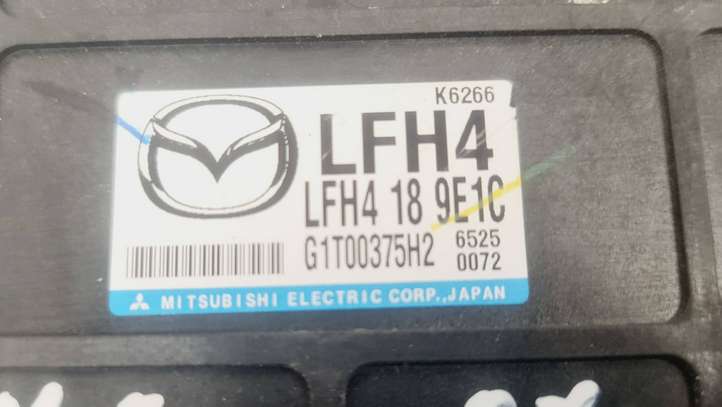 K6266
LFH4
LFH4 18 9E1C
G1T00375H2 6525
0072
MITSUBISHI ELECTRIC CORP., JAPAN